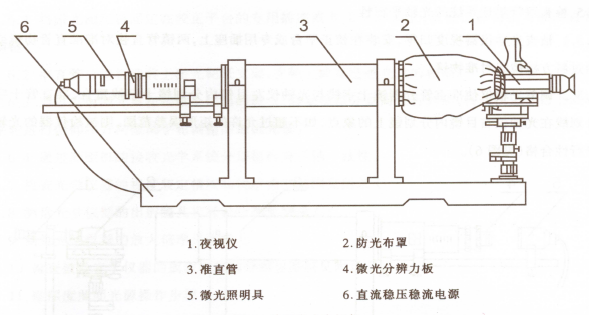 6 5 4 3 2 1
1.夜视仪 2.防光布罩
3.准直管 4.微光分辨力板
5.微光照明具 6.直流稳压稳流电源